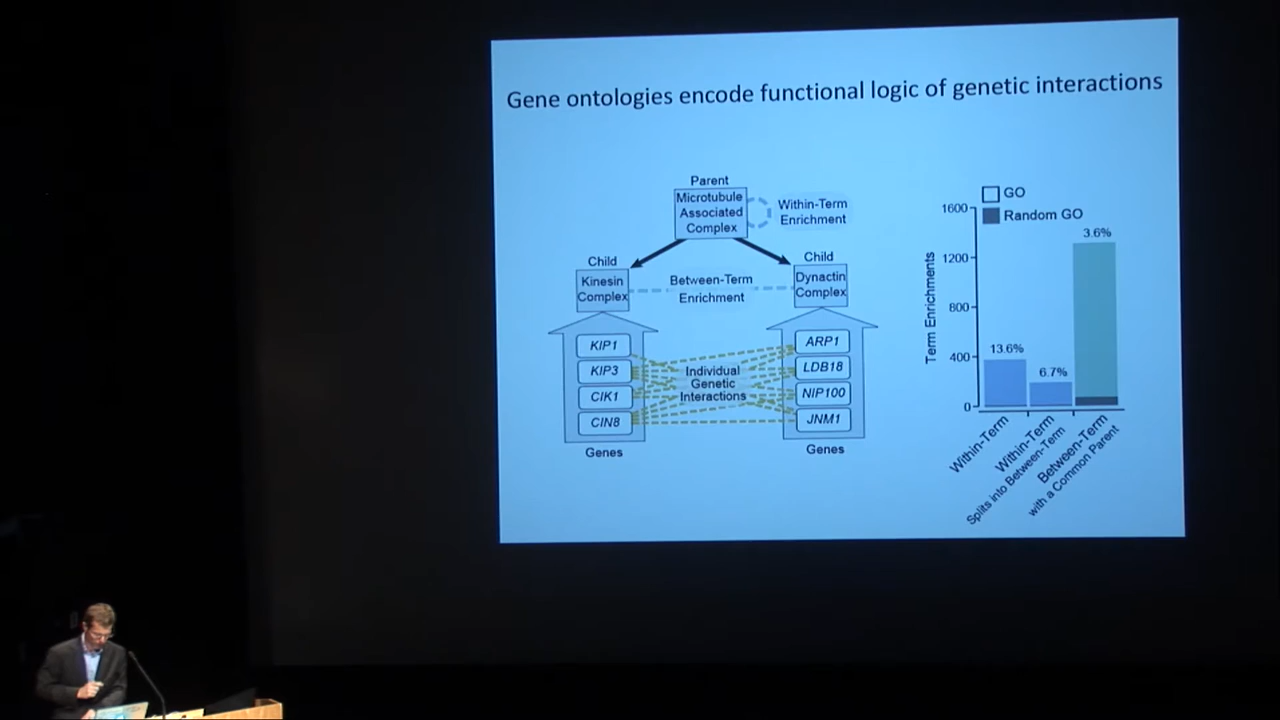 Gene ontologies encode functional logic of genetic interactions
Parent
Microtubule
Associated
Complex
Within-Term
Enrichment
Child
Kinesin
Complex
Between-Term
Enrichment
Child
Dynactin
Complex
KIP1
KIP3
CIK1
CIN8
Genes
Individual
Genetic
Interactions
ARP1
LDB18
NIP100
JNM1
Genes
GO
Random GO
Term Enrichments
1600
1200
800
400
0
13.6%
6.7%
3.6%
Within-Term
Within-Term
Splits into Between-Term
Between-Term
with a Common Parent